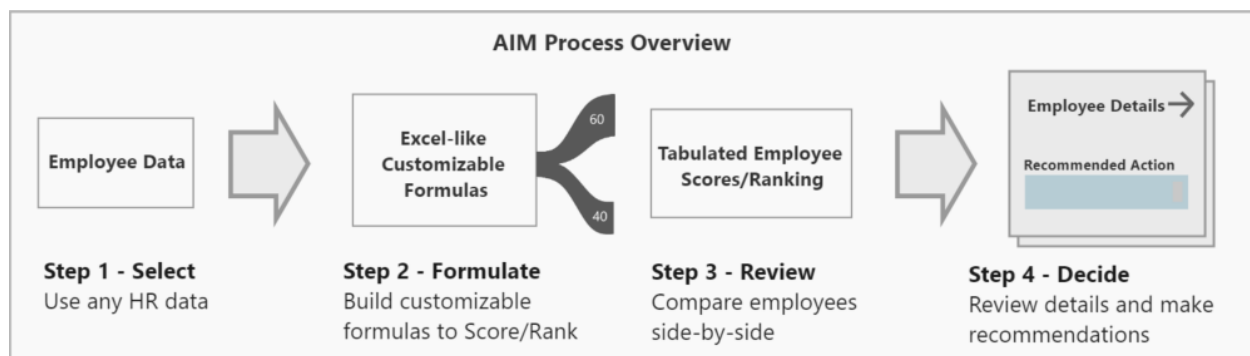 AIM Process Overview
Employee Data
Excel-like
Customizable
Formulas
60
40
Tabulated Employee
Scores/Ranking
Employee Details
Recommended Action
Step 1 - Select
Use any HR data
Step 2 - Formulate
Build customizable
formulas to Score/Rank
Step 3 - Review
Compare employees
side-by-side
Step 4 - Decide
Review details and make
recommendations